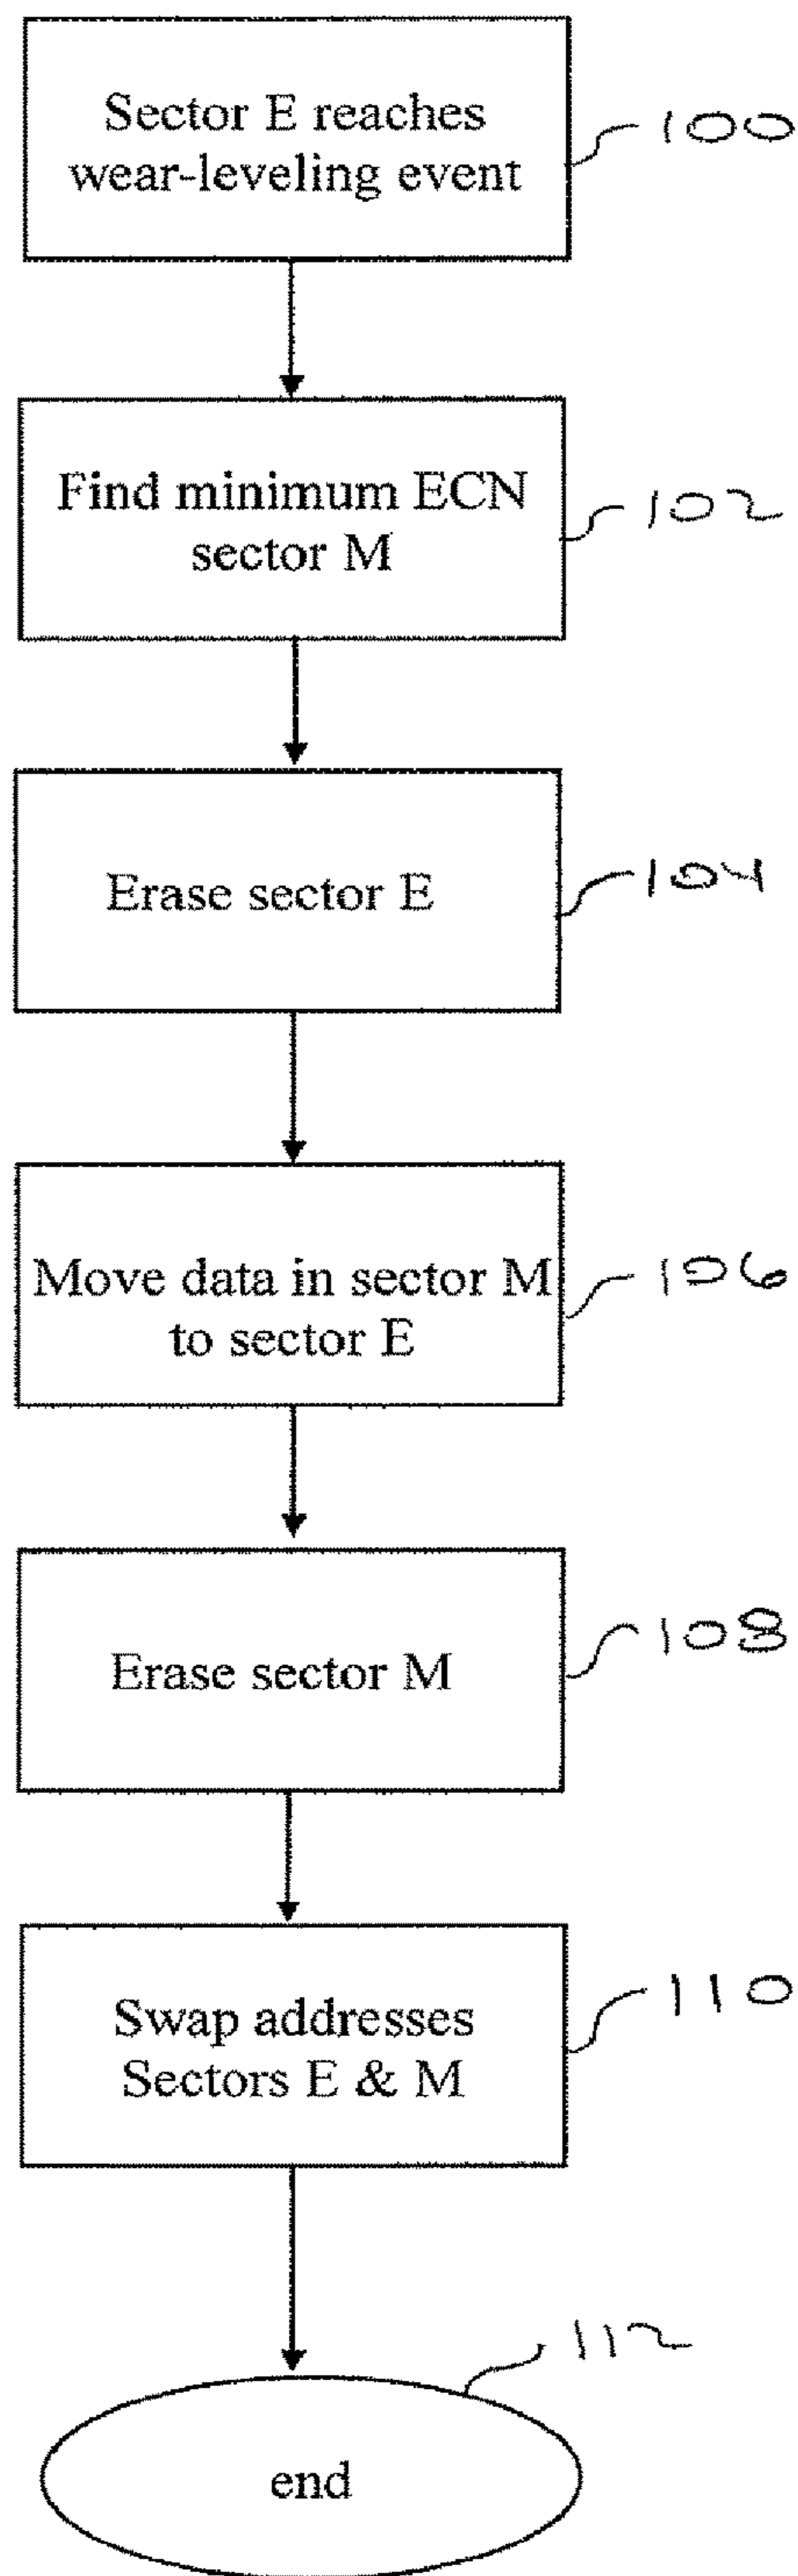 Sector E reaches
wear-leveling event
100
Find minimum ECN
sector M
102
Erase sector E
104
Move data in sector M
to sector E
106
Erase sector M
108
Swap addresses
Sectors E & M
110
112
end